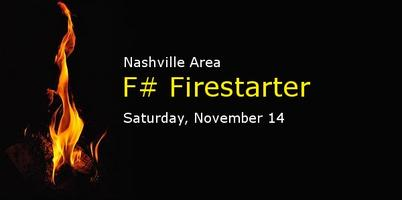 Nashville Area
F# Firestarter
Saturday, November 14